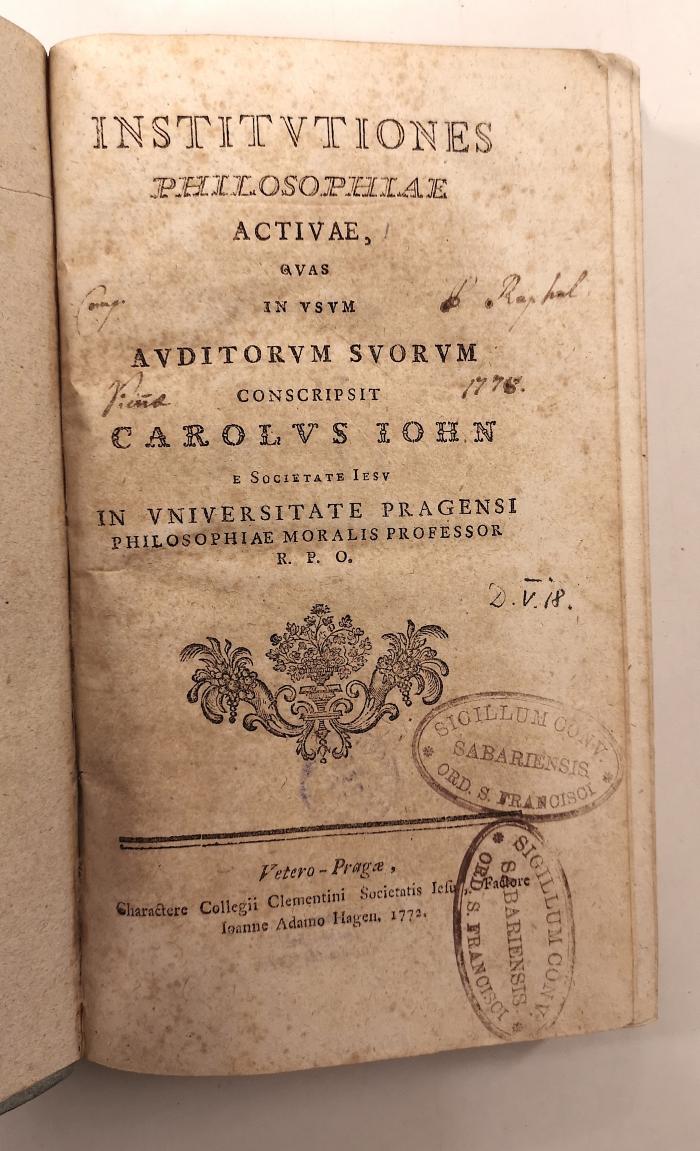 INSTITVTIONES
PHILOSOPHIAE
ACTIVAE,
QVAS
IN VSVM
Raphael
AVDITORVM SVORVM
CONSCRIPSIT
1778.
CAROLVS IOHN
E SOCIETATE IESV
IN VNIVERSITATE PRAGENSI
PHILOSOPHIAE MORALIS PROFESSOR
R. P. O.
D. V. 18.
SIGILLUM CONV.
SABARIENSIS
ORD. S. FRANCISCI
Vetero-Pragæ,
Charactere Collegii Clementini Societatis Iesu, Factore
Ioanne Adamo Hagen, 1772.
SIGILLUM CONV.
SABARIENSIS
ORD. S. FRANCISCI